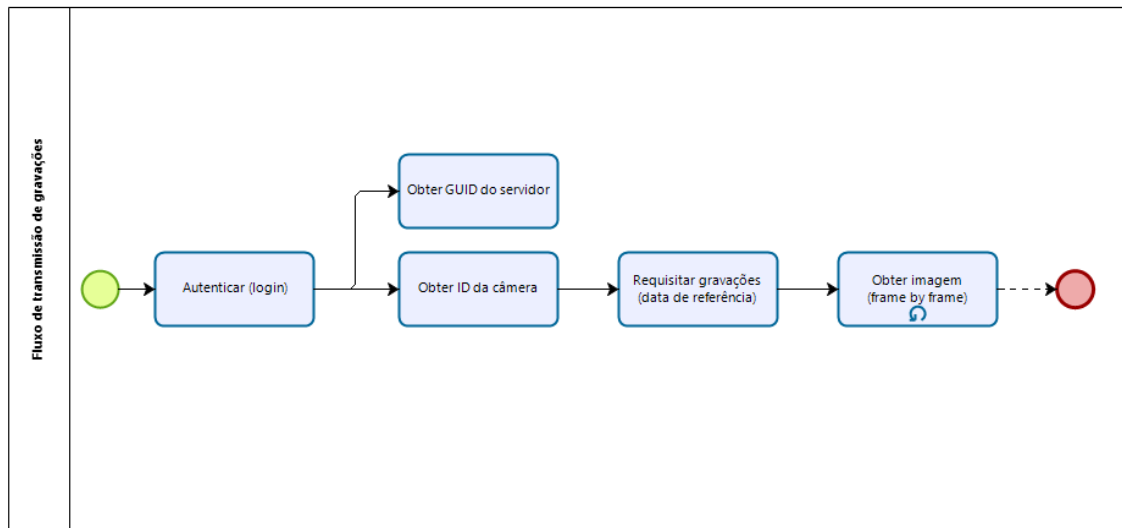 Fluxo de transmissão de gravações
Obter GUID do servidor
Autenticar (login)
Obter ID da câmera
Requisitar gravações
(data de referência)
Obter imagem
(frame by frame)